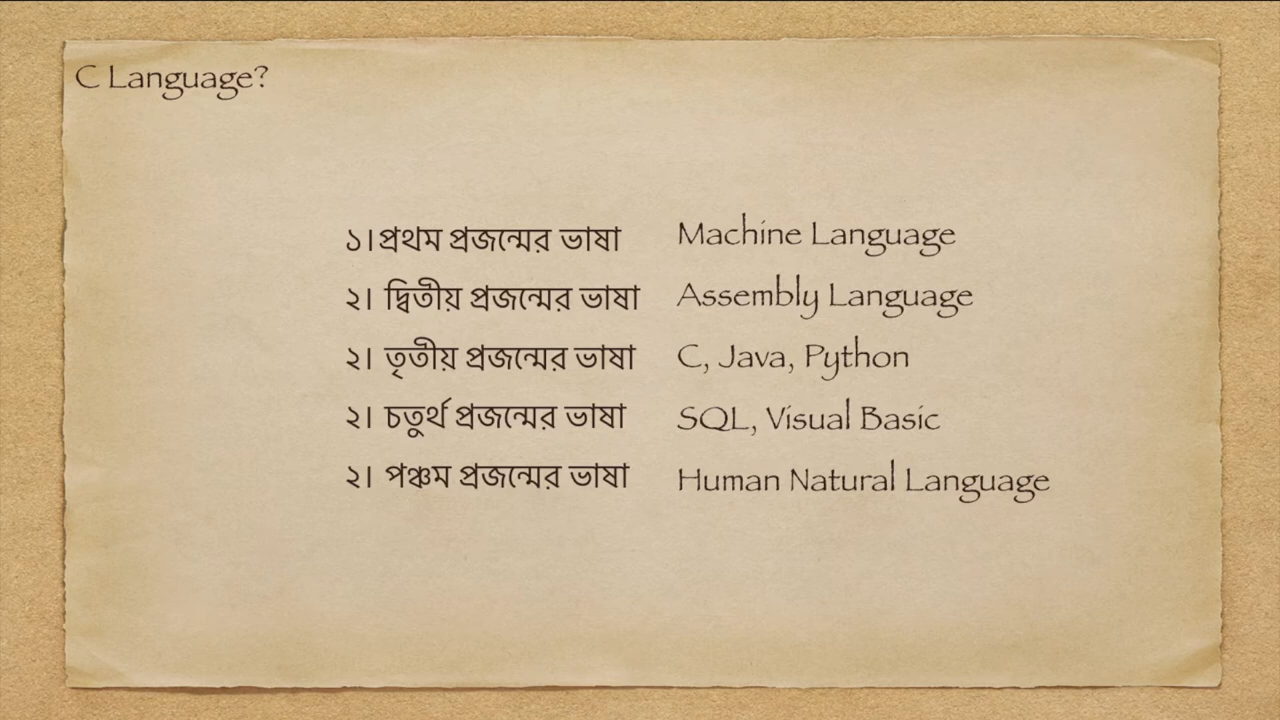 C Language?
১।প্রথম প্রজন্মের ভাষা Machine Language
২। দ্বিতীয় প্রজন্মের ভাষা Assembly Language
২। তৃতীয় প্রজন্মের ভাষা C, Java, Python
২। চতুর্থ প্রজন্মের ভাষা SQL, Visual Basic
২। পঞ্চম প্রজন্মের ভাষা Human Natural Language